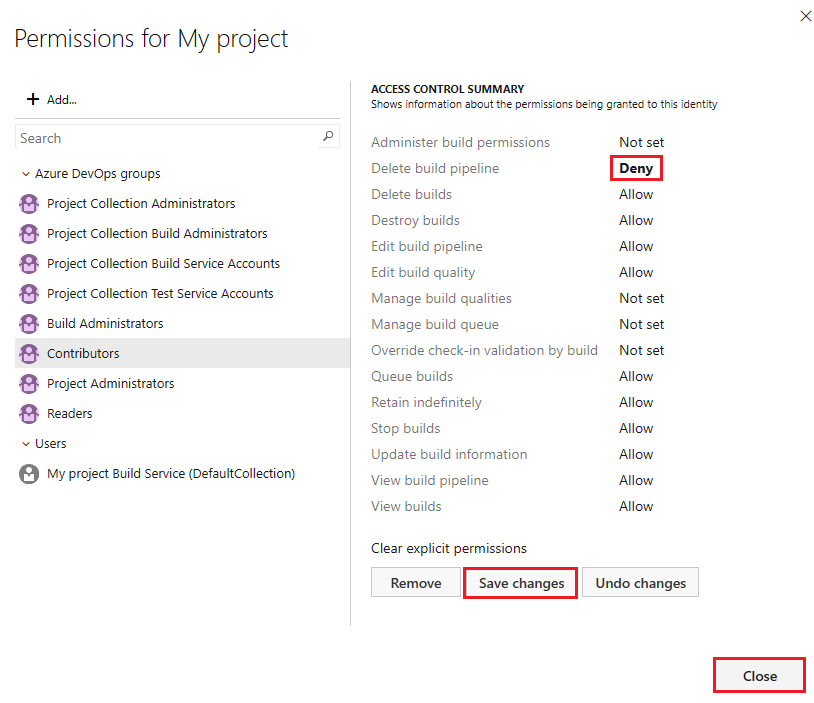 Permissions for My project
Add...
Search
Azure DevOps groups
Project Collection Administrators
Project Collection Build Administrators
Project Collection Build Service Accounts
Project Collection Test Service Accounts
Build Administrators
Contributors
Project Administrators
Readers
Users
My project Build Service (DefaultCollection)
ACCESS CONTROL SUMMARY
Shows information about the permissions being granted to this identity
Administer build permissions Not set
Delete build pipeline Deny
Delete builds Allow
Destroy builds Allow
Edit build pipeline Allow
Edit build quality Allow
Manage build qualities Not set
Manage build queue Not set
Override check-in validation by build Not set
Queue builds Allow
Retain indefinitely Allow
Stop builds Allow
Update build information Allow
View build pipeline Allow
View builds Allow
Clear explicit permissions
Remove Save changes Undo changes
Close